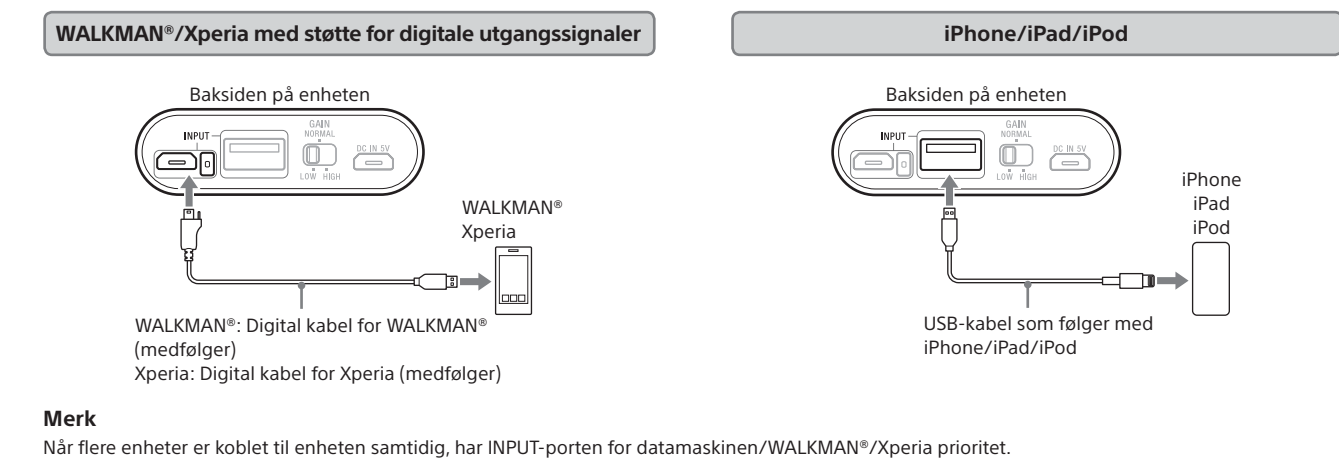 WALKMAN®/Xperia med støtte for digitale utgangssignaler
Baksiden på enheten
INPUT
GAIN
NORMAL
LOW HIGH
DC IN 5V
WALKMAN®
Xperia
WALKMAN®: Digital kabel for WALKMAN®
(medfølger)
Xperia: Digital kabel for Xperia (medfølger)
iPhone/iPad/iPod
Baksiden på enheten
INPUT
GAIN
NORMAL
LOW HIGH
DC IN 5V
iPhone
iPad
iPod
USB-kabel som følger med
iPhone/iPad/iPod
Merk
Når flere enheter er koblet til enheten samtidig, har INPUT-porten for datamaskinen/WALKMAN®/Xperia prioritet.